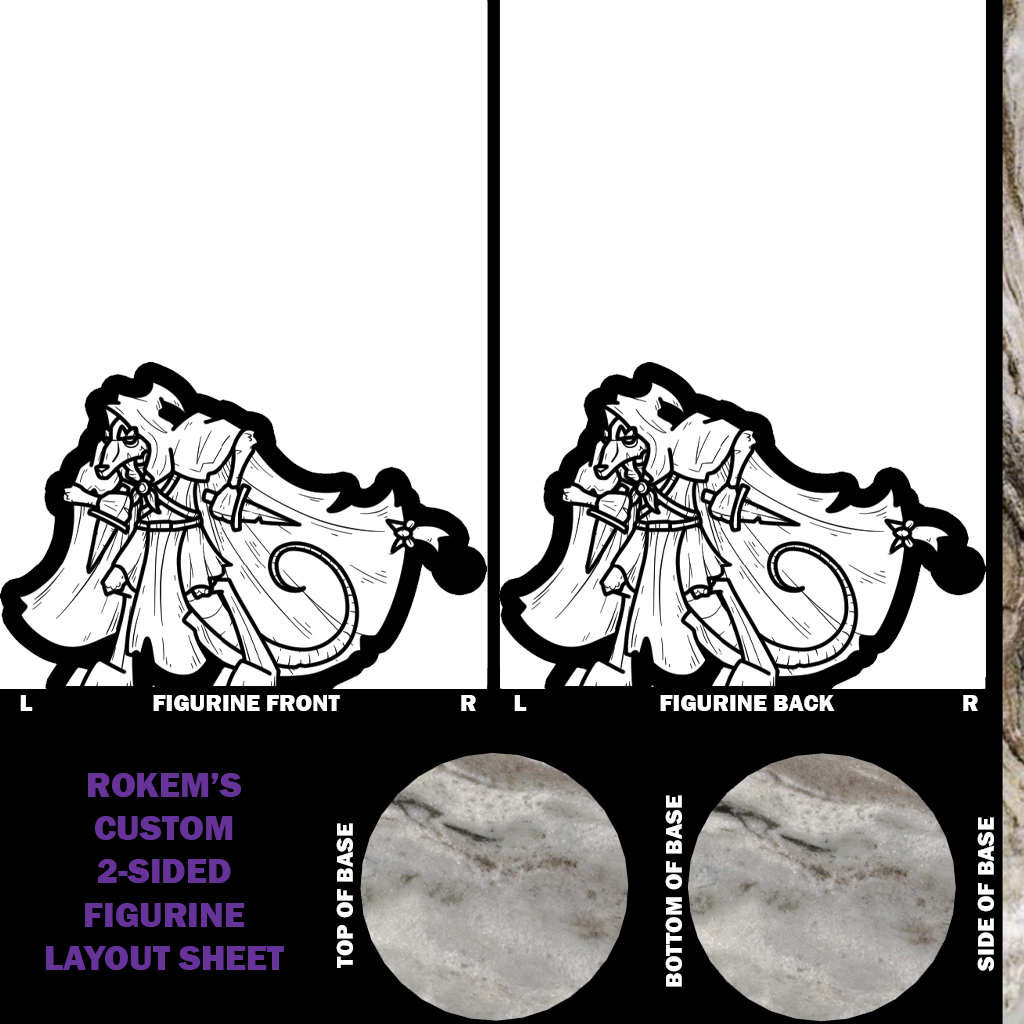 L FIGURINE FRONT R
L FIGURINE BACK R
ROKEM’S
CUSTOM
2-SIDED
FIGURINE
LAYOUT SHEET
TOP OF BASE
BOTTOM OF BASE
SIDE OF BASE